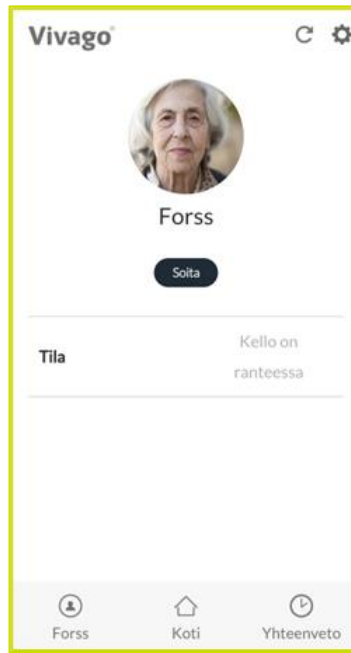 Vivago
Forss
Soita
Tila
Kello on
ranteessa
Forss
Koti
Yhteenveto